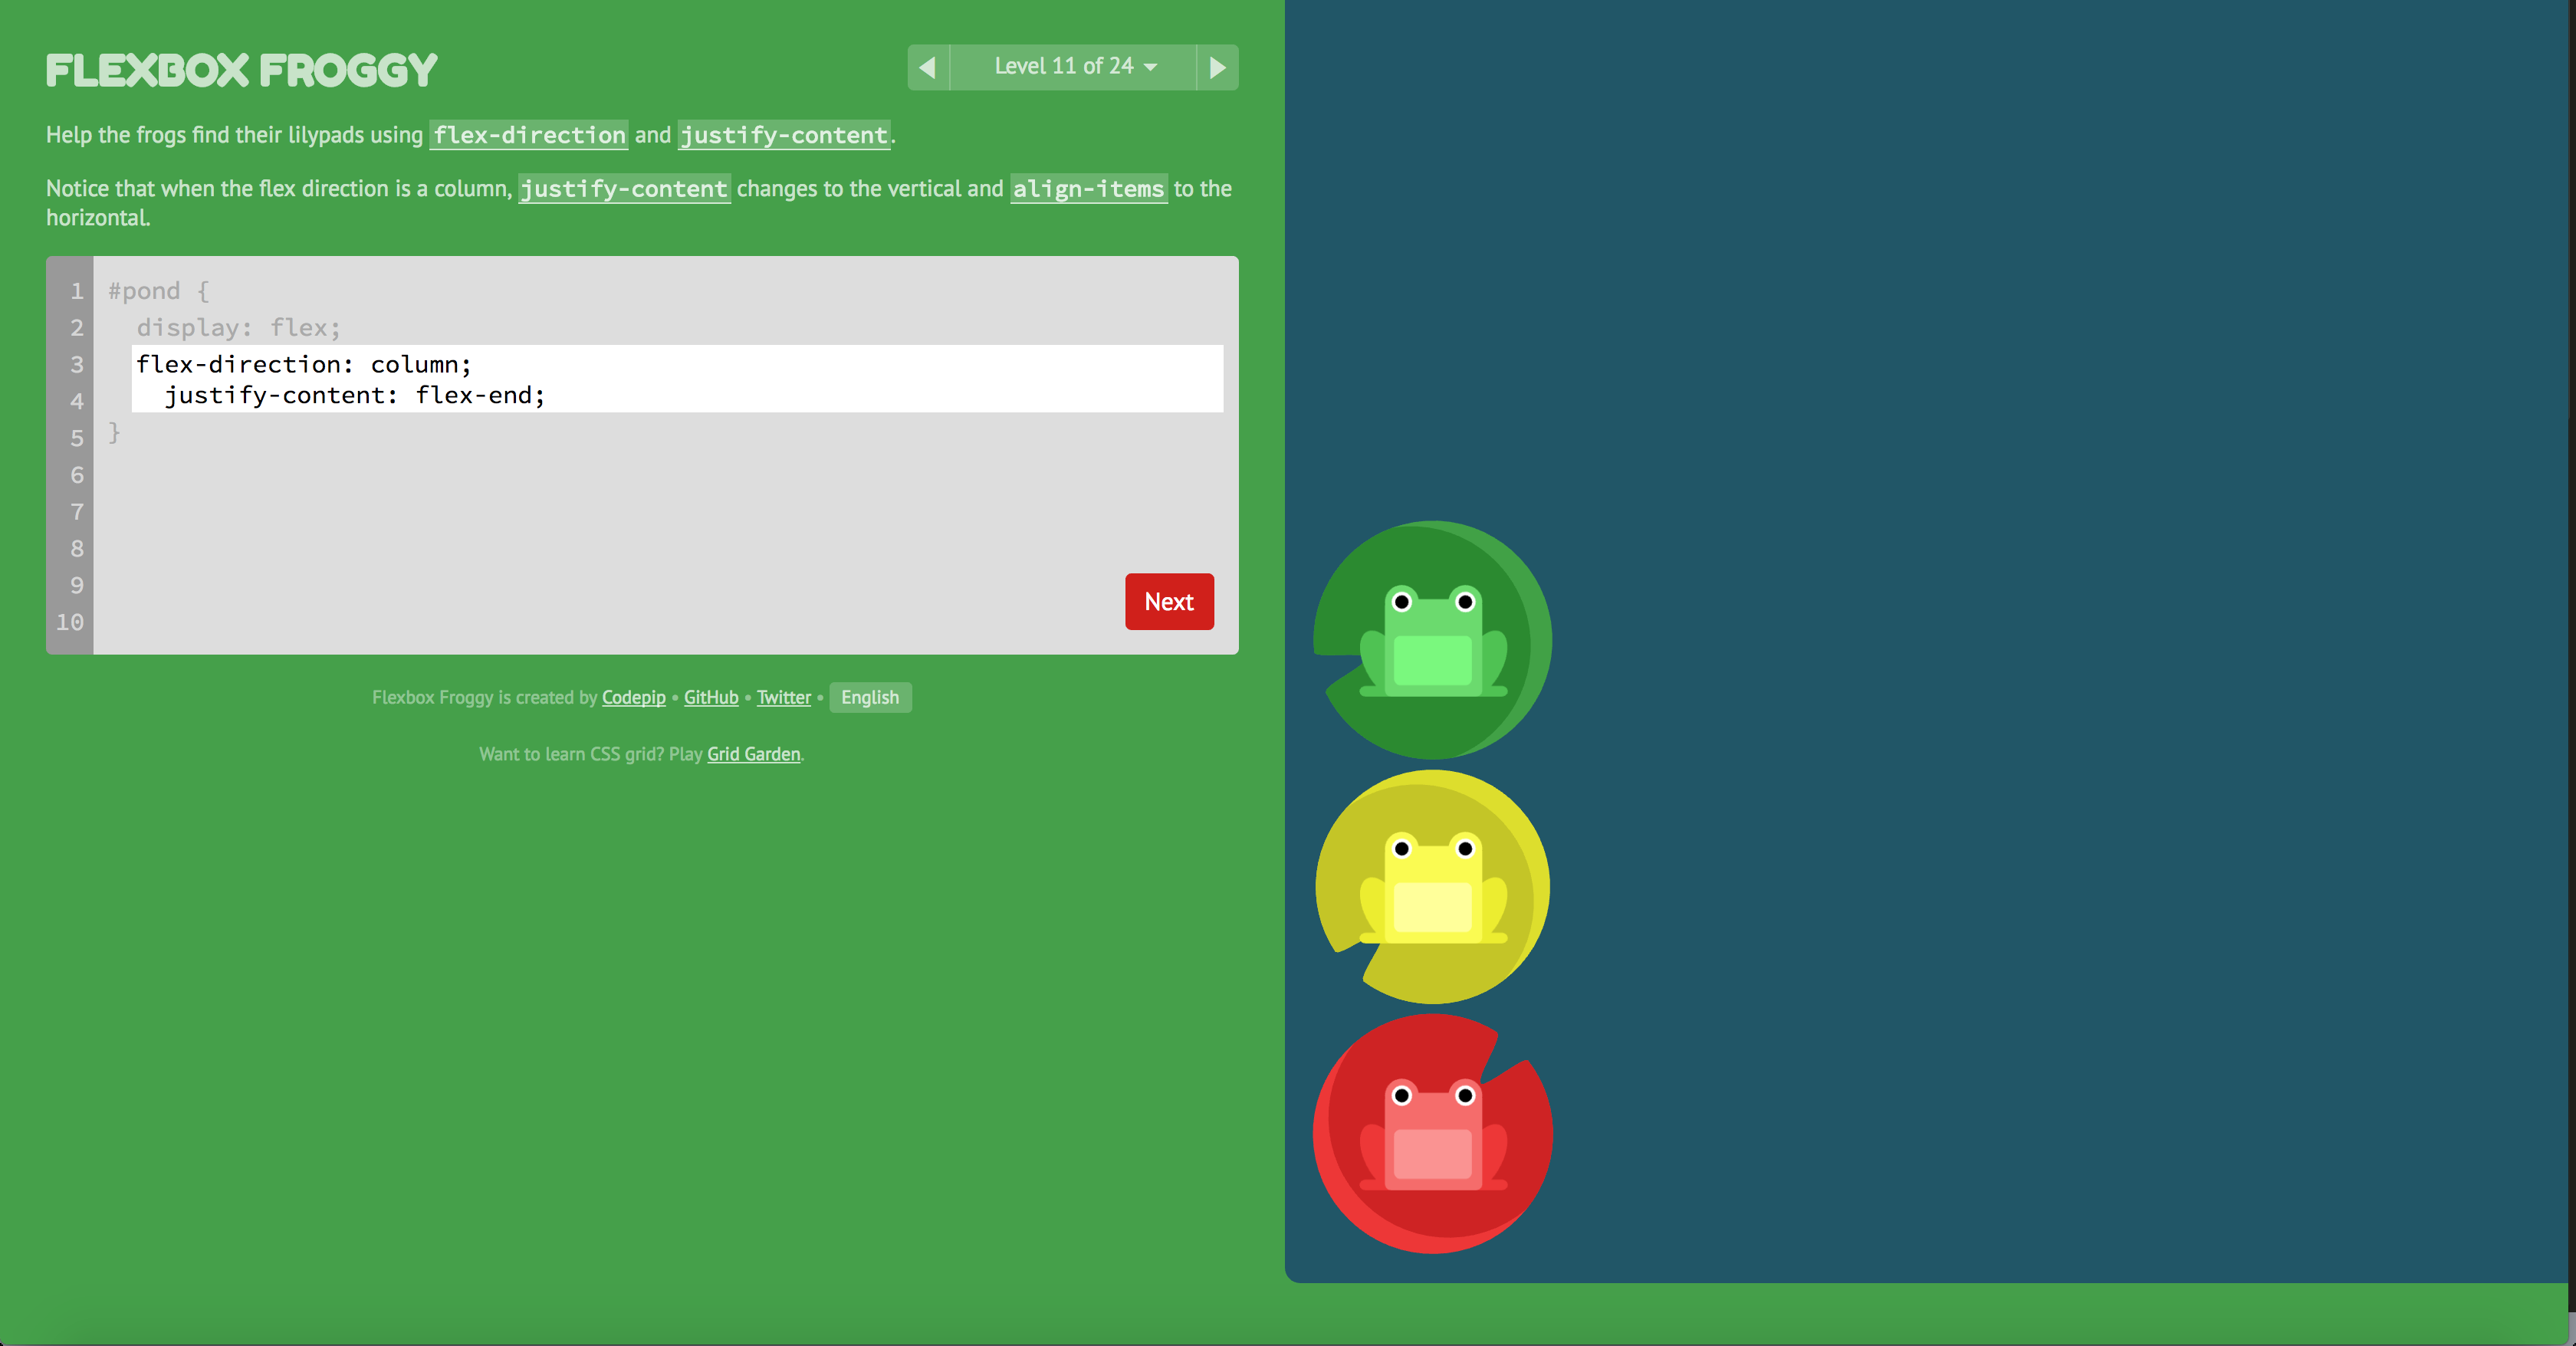 FLEXBOX FROGGY
Level 11 of 24
Help the frogs find their lilypads using flex-direction and justify-content.
Notice that when the flex direction is a column, justify-content changes to the vertical and align-items to the
horizontal.
1 #pond {
2 display: flex;
3 flex-direction: column;
4 justify-content: flex-end;
5 }
6
7
8
9
10
Next
Flexbox Froggy is created by Codepip • GitHub • Twitter • English
Want to learn CSS grid? Play Grid Garden.